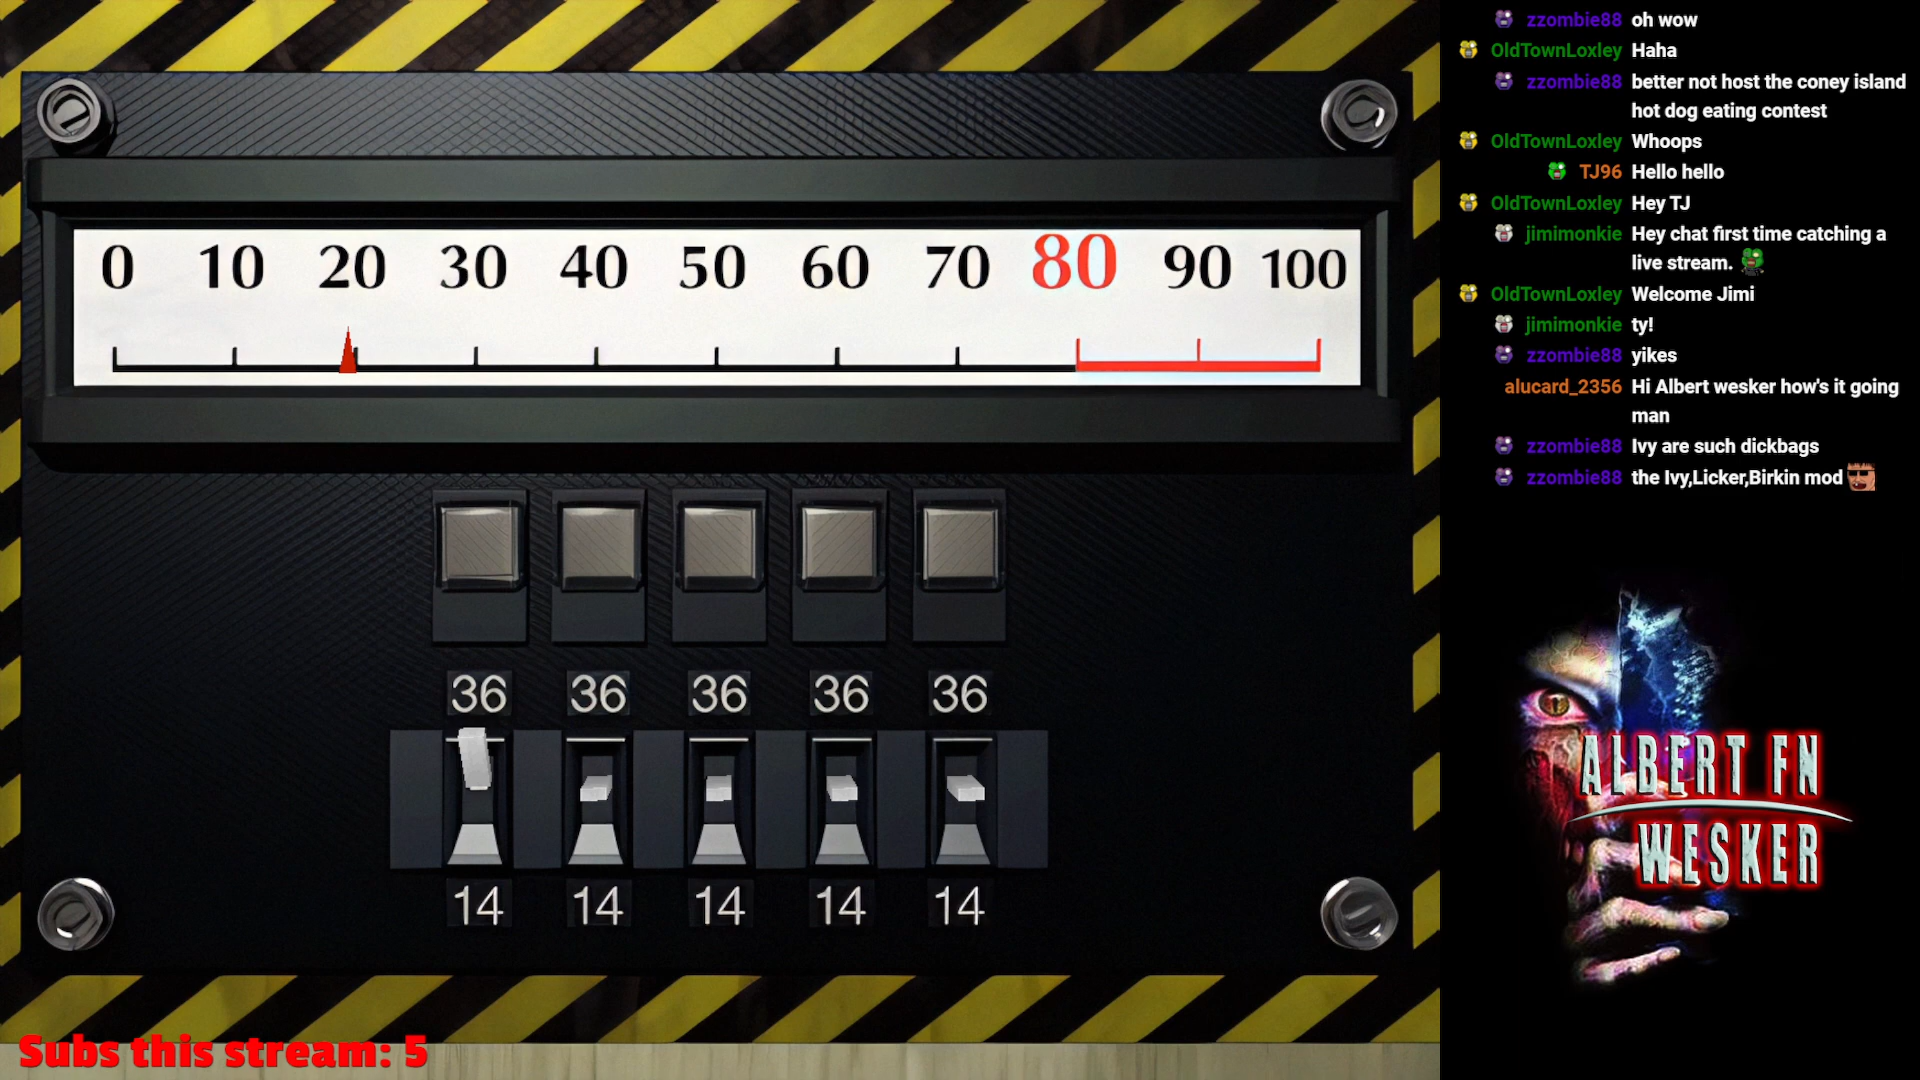 0 10 20 30 40 50 60 70 80 90 100
36 36 36 36 36
14 14 14 14 14
Subs this stream: 5
zzombie88 oh wow
OldTownLoxley Haha
zzombie88 better not host the coney island
hot dog eating contest
OldTownLoxley Whoops
TJ96 Hello hello
OldTownLoxley Hey TJ
jimimonkie Hey chat first time catching a
live stream.
OldTownLoxley Welcome Jimi
jimimonkie ty!
zzombie88 yikes
alucard_2356 Hi Albert wesker how's it going
man
zzombie88 Ivy are such dickbags
zzombie88 the Ivy,Licker,Birkin mod
ALBERT FN
WESKER